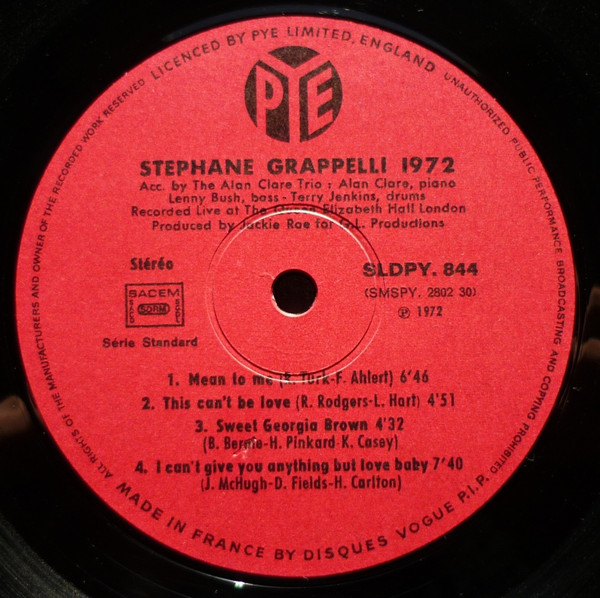 LICENCED BY PYE LIMITED, ENGLAND
UNAUTHORIZED PUBLIC PERFORMANCE BROADCASTING AND COPYING PROHIBITED
ALL RIGHTS OF THE MANUFACTURERS AND OWNER OF THE RECORDED WORK RESERVED
PYE
STEPHANE GRAPPELLI 1972
Acc. by The Alan Clare Trio : Alan Clare, piano
Lenny Bush, bass - Terry Jenkins, drums
Recorded Live at The Queen Elizabeth Hall London
Produced by Jackie Rae for O.L. Productions
Stéréo
SACEM
SDRM
Série Standard
SLDPY. 844
(SMSPY. 2802 30)
℗ 1972
1. Mean to me (R. Turk-F. Ahlert) 6'46
2. This can't be love (R. Rodgers-L. Hart) 4'51
3. Sweet Georgia Brown 4'32
(B. Bernie-H. Pinkard-K. Casey)
4. I can't give you anything but love baby 7'40
(J. McHugh-D. Fields-H. Carlton)
MADE IN FRANCE BY DISQUES VOGUE P.I.P.